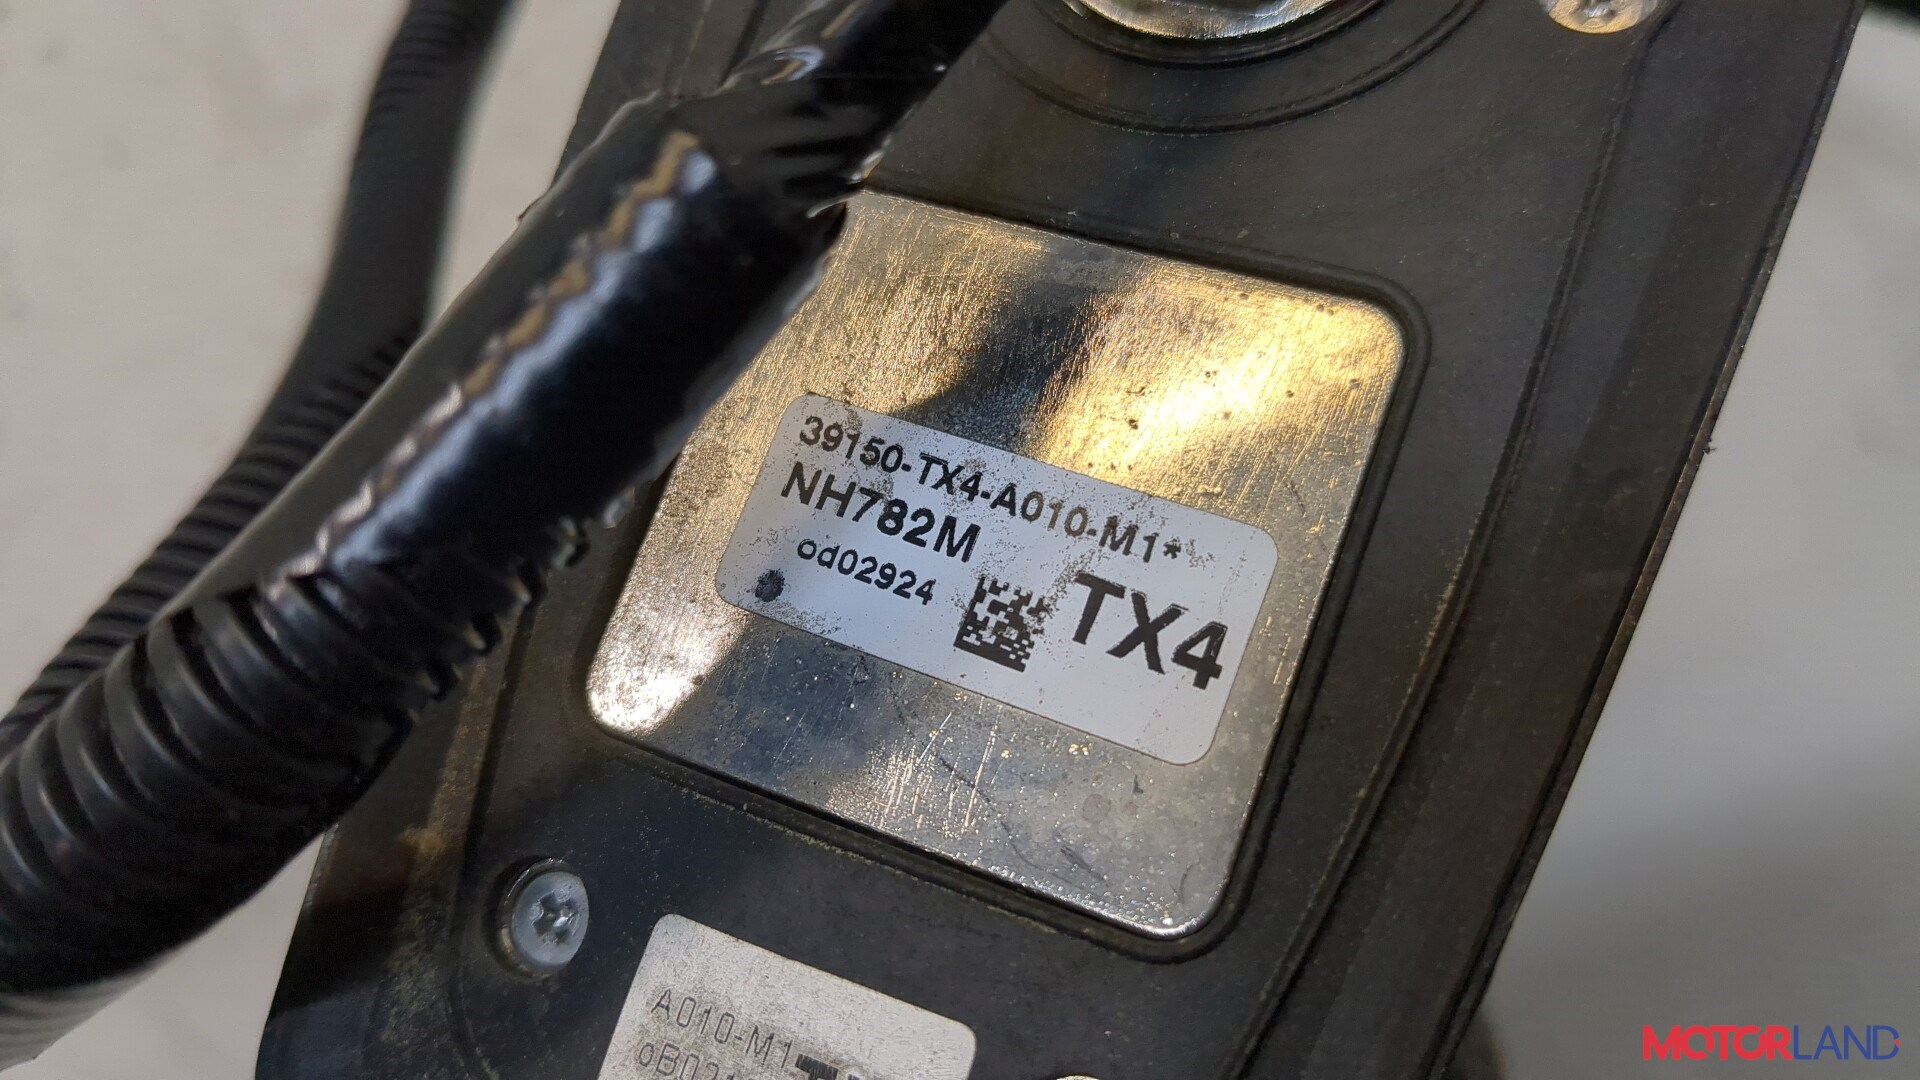 39150-TX4-A010-M1*
NH782M
od02924
TX4
A010-M1
MOTORLAND